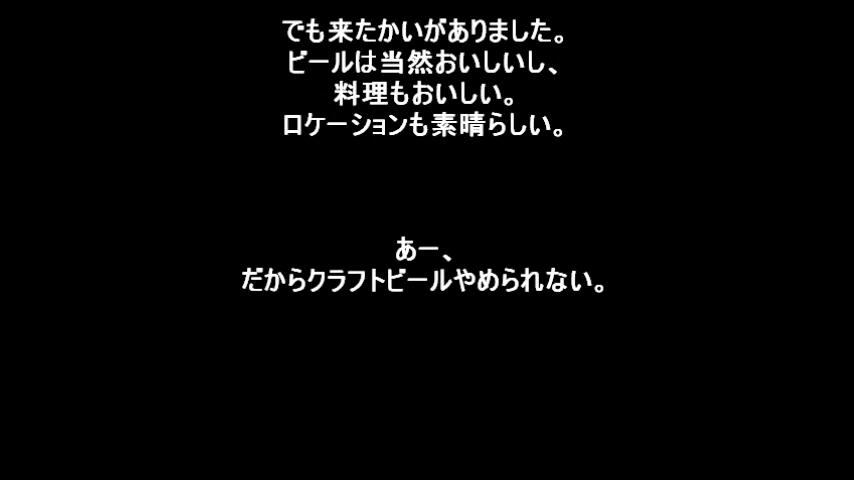 でも来たかいがありました。
ビールは当然おいしいし、
料理もおいしい。
ロケーションも素晴らしい。
あー、
だからクラフトビールやめられない。